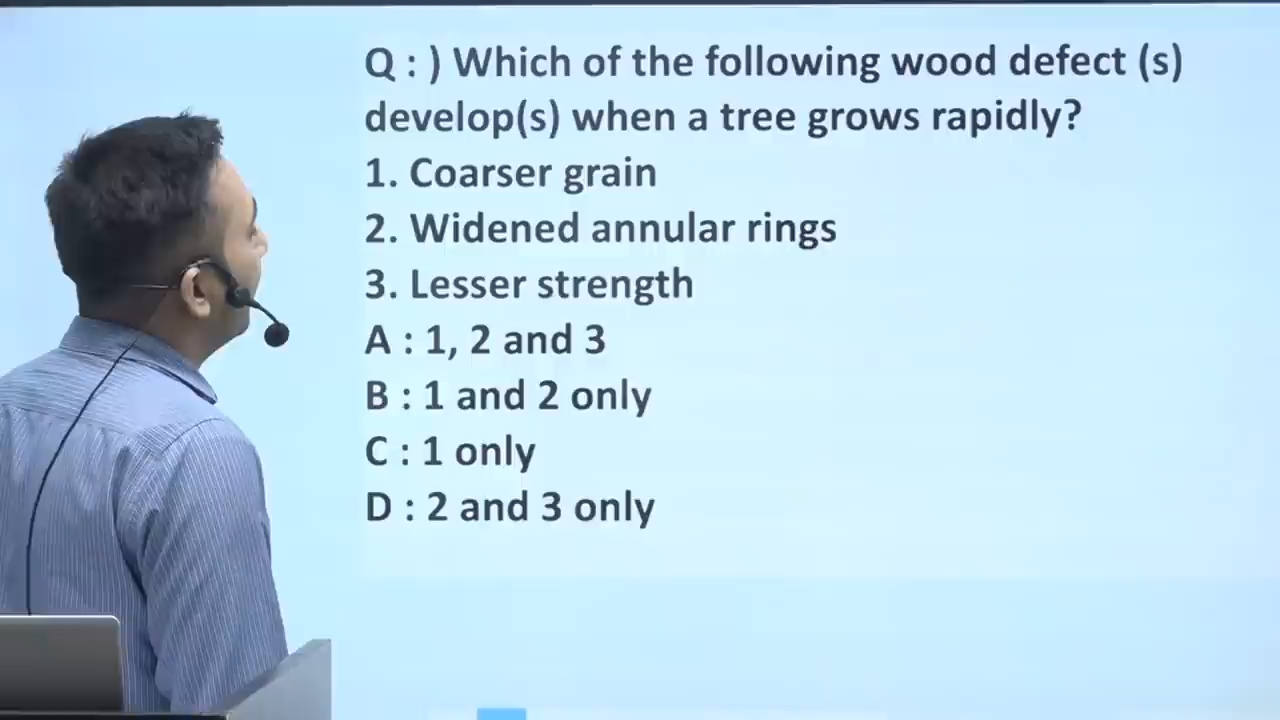 Q : ) Which of the following wood defect (s)
develop(s) when a tree grows rapidly?
1. Coarser grain
2. Widened annular rings
3. Lesser strength
A : 1, 2 and 3
B : 1 and 2 only
C : 1 only
D : 2 and 3 only